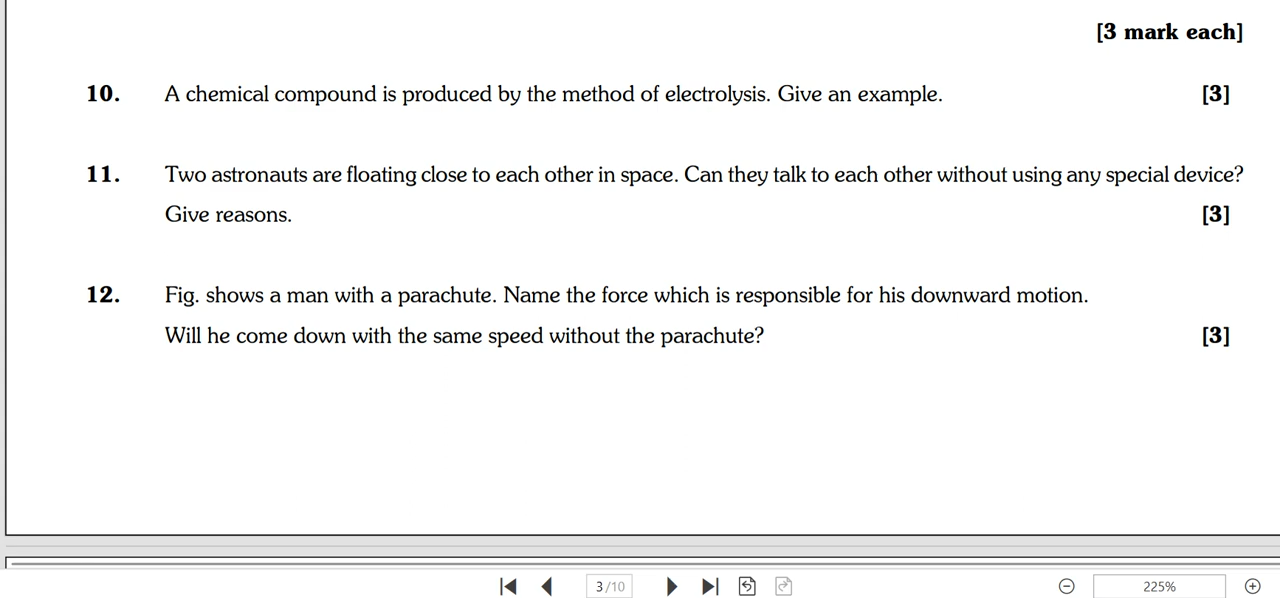 [3 mark each]
10. A chemical compound is produced by the method of electrolysis. Give an example. [3]
11. Two astronauts are floating close to each other in space. Can they talk to each other without using any special device?
Give reasons. [3]
12. Fig. shows a man with a parachute. Name the force which is responsible for his downward motion.
Will he come down with the same speed without the parachute? [3]
3 /10 225%